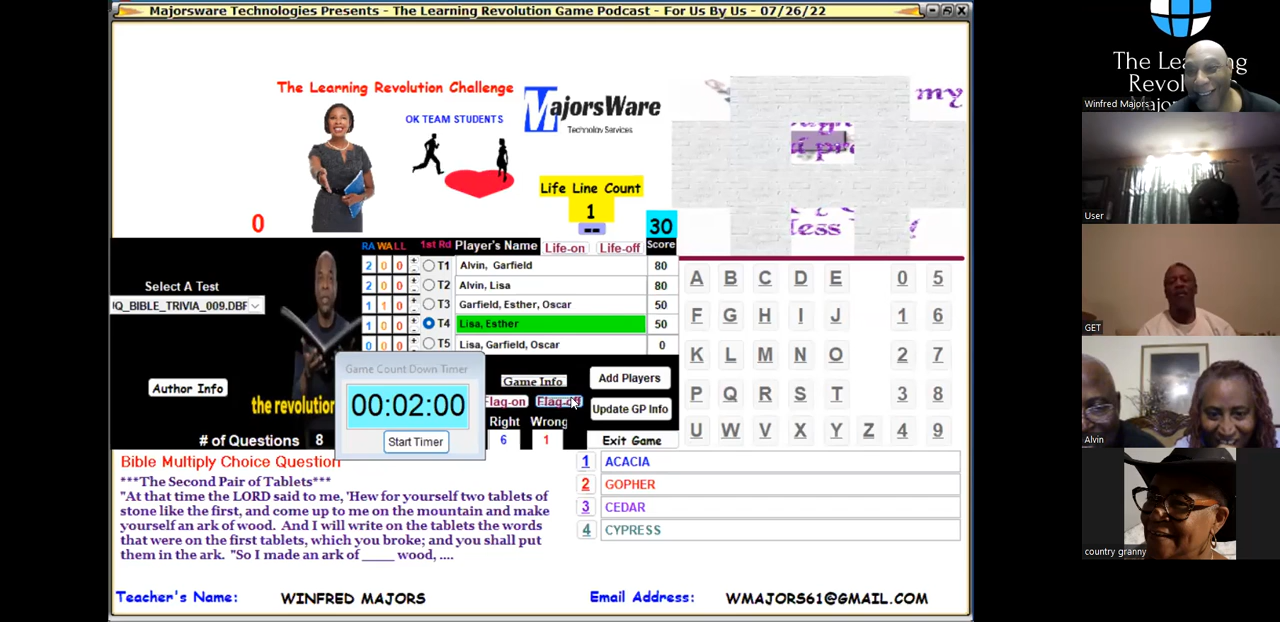 Majorsware Technologies Presents - The Learning Revolution Game Podcast - For Us By Us - 07/26/22
The Learning Revolution Challenge
OK TEAM STUDENTS
MajorsWare
Technology Services
Life Line Count
1
--
0
30
my
less
RA WA LL
1st Rd
Player's Name
Life-on
Life-off
Score
2 0 0 + - T1 Alvin, Garfield 80
2 0 0 + - T2 Alvin, Lisa 80
1 1 0 + - T3 Garfield, Esther, Oscar 50
1 0 0 + - T4 Lisa, Esther 50
0 0 0 + T5 Lisa, Garfield, Oscar 0
Select A Test
IQ_BIBLE_TRIVIA_009.DBF
Author Info
the revolution
# of Questions 8
Game Count Down Timer
00:02:00
Start Timer
Game Info
Flag-on
Flag-off
Right Wrong
6 1
Add Players
Update GP Info
Exit Game
A B C D E 0 5
F G H I J 1 6
K L M N O 2 7
P Q R S T 3 8
U W V X Y Z 4 9
Bible Multiply Choice Question
***The Second Pair of Tablets***
"At that time the LORD said to me, 'Hew for yourself two tablets of
stone like the first, and come up to me on the mountain and make
yourself an ark of wood. And I will write on the tablets the words
that were on the first tablets, which you broke; and you shall put
them in the ark. "So I made an ark of ____ wood, ....
1 ACACIA
2 GOPHER
3 CEDAR
4 CYPRESS
Teacher's Name: WINFRED MAJORS
Email Address: WMAJORS61@GMAIL.COM
The Learning
Winfred Majors
User
GET
Alvin
country granny